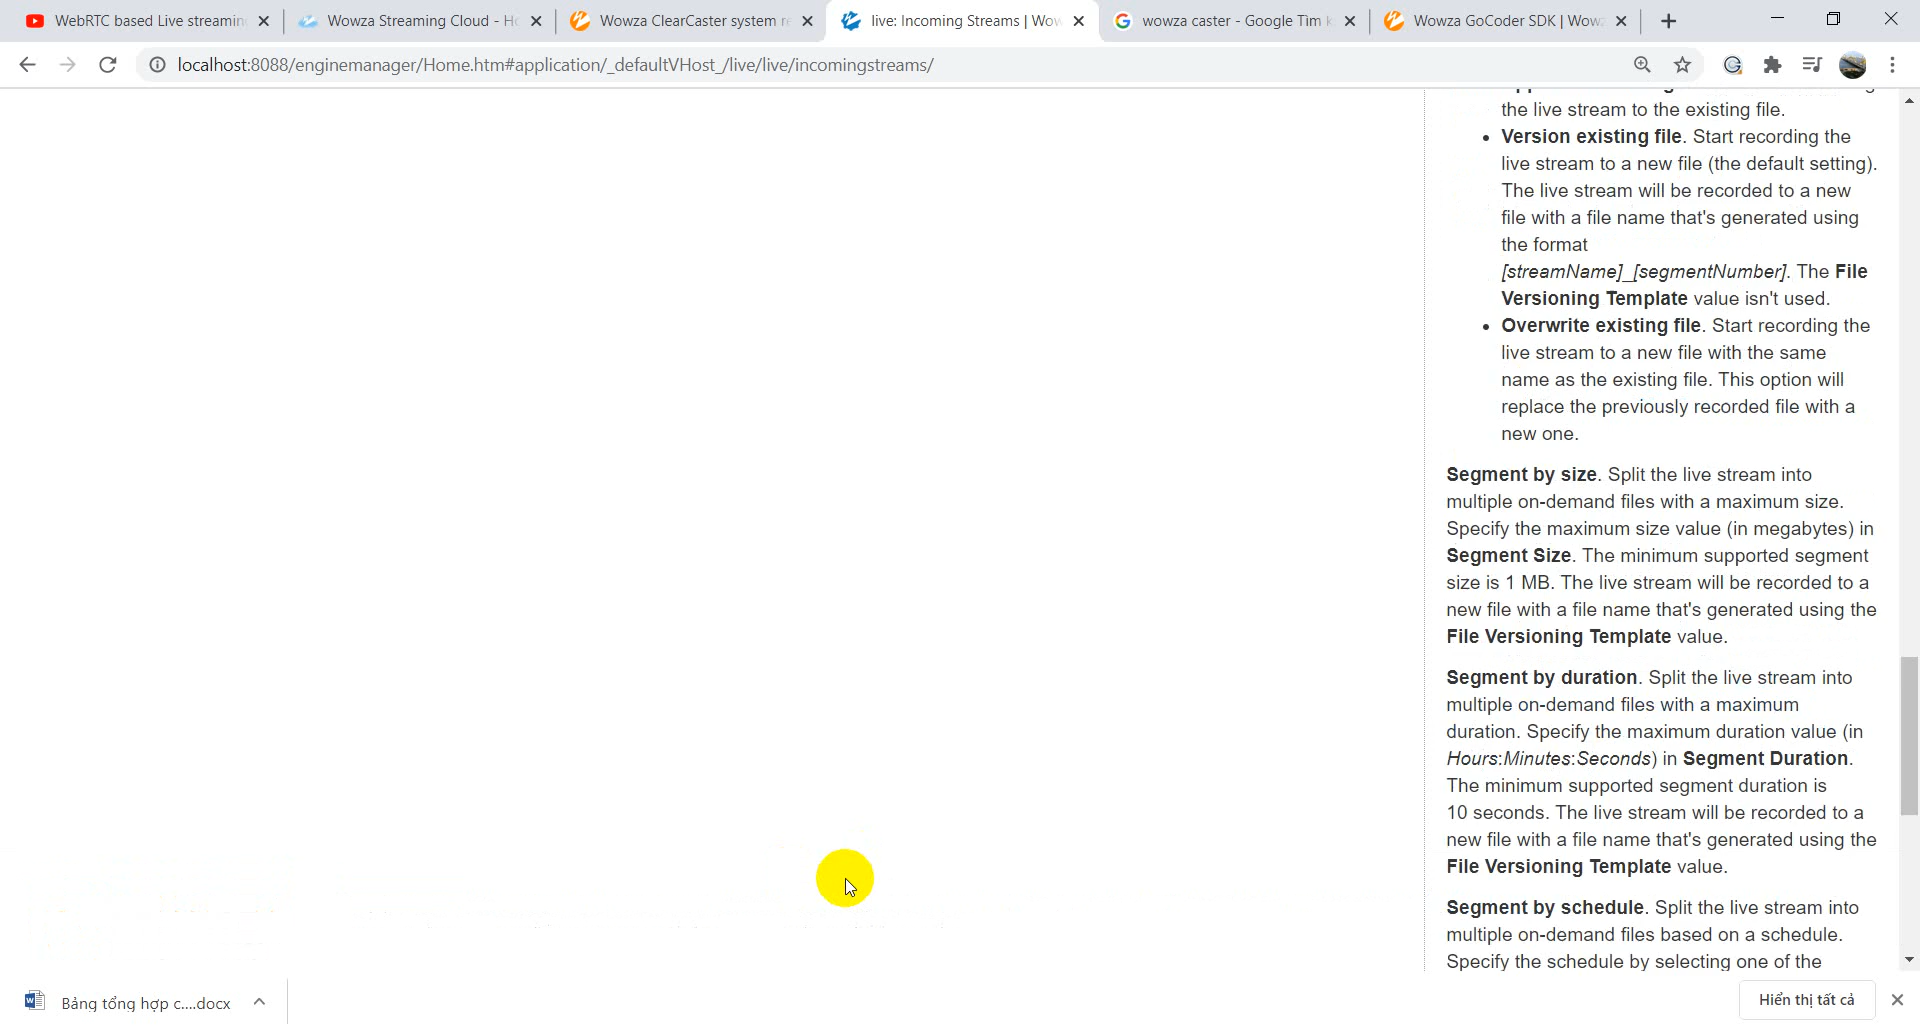 WebRTC based Live streamin
Wowza Streaming Cloud - Ho
Wowza ClearCaster system re
live: Incoming Streams | Wow
wowza caster - Google Tìm k
Wowza GoCoder SDK | Wowz
localhost:8088/enginemanager/Home.htm#application/_defaultVHost_/live/live/incomingstreams/
the live stream to the existing file.
• Version existing file. Start recording the
live stream to a new file (the default setting).
The live stream will be recorded to a new
file with a file name that's generated using
the format
[streamName]_[segmentNumber]. The File
Versioning Template value isn't used.
• Overwrite existing file. Start recording the
live stream to a new file with the same
name as the existing file. This option will
replace the previously recorded file with a
new one.
Segment by size. Split the live stream into
multiple on-demand files with a maximum size.
Specify the maximum size value (in megabytes) in
Segment Size. The minimum supported segment
size is 1 MB. The live stream will be recorded to a
new file with a file name that's generated using the
File Versioning Template value.
Segment by duration. Split the live stream into
multiple on-demand files with a maximum
duration. Specify the maximum duration value (in
Hours:Minutes:Seconds) in Segment Duration.
The minimum supported segment duration is
10 seconds. The live stream will be recorded to a
new file with a file name that's generated using the
File Versioning Template value.
Segment by schedule. Split the live stream into
multiple on-demand files based on a schedule.
Specify the schedule by selecting one of the
Bảng tổng hợp c....docx
Hiển thị tất cả